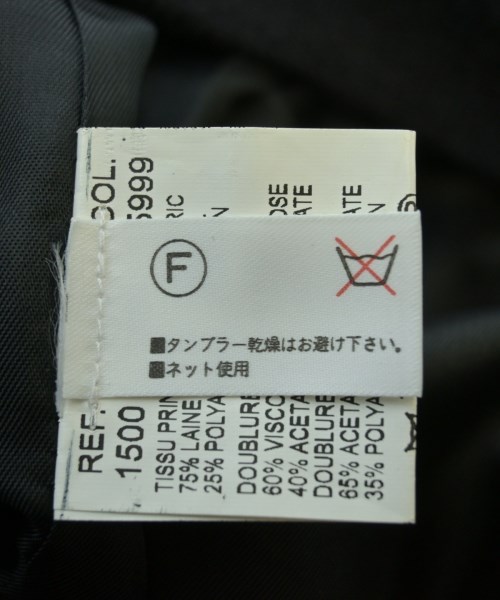 F
■タンブラー乾燥はお避け下さい。
■ネット使用
REF.
COL.
1500
5999
TISSU PRIN
RIC
75% LAINE
25% POLYA
DOUBLURE
60% VISCO
OSE
40% ACETA
ATE
DOUBLURE
65% ACETA
ATE
35% POLYA